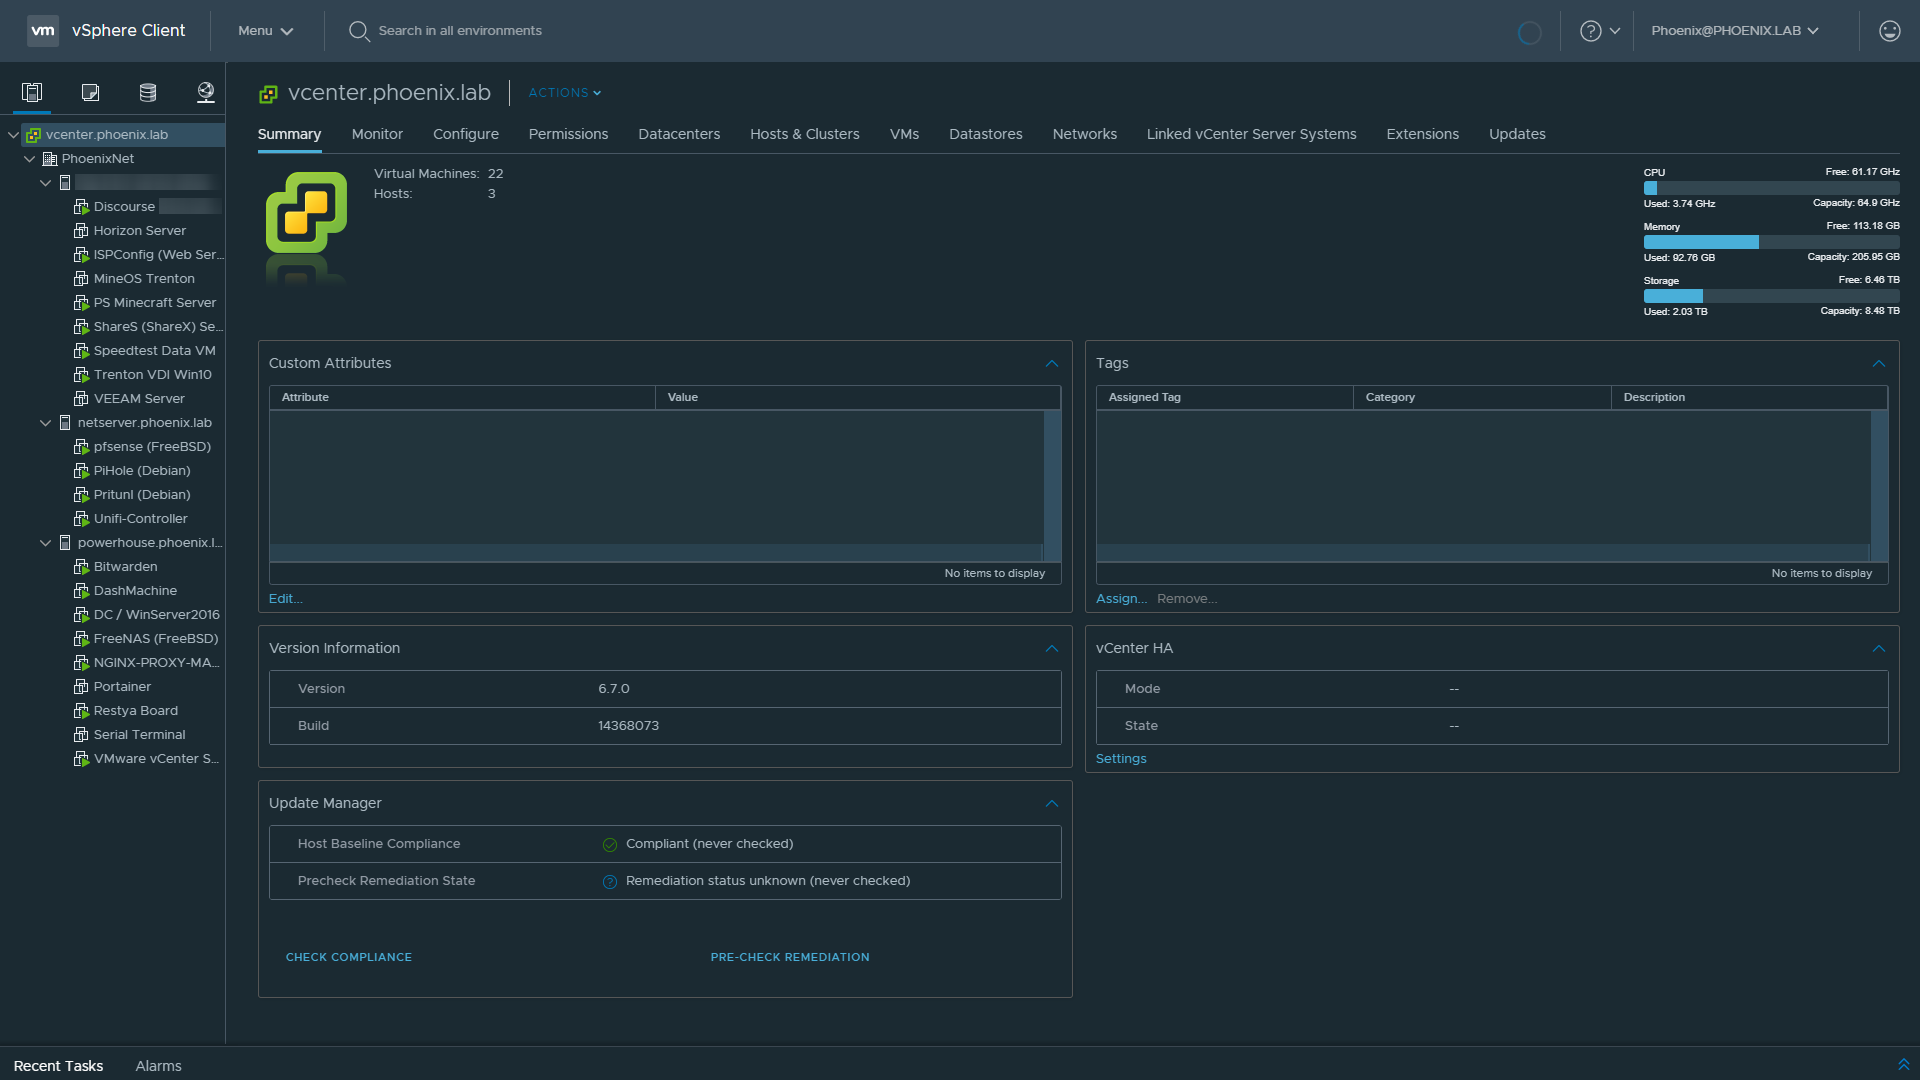 vm vSphere Client Menu Search in all environments Phoenix@PHOENIX.LAB
vcenter.phoenix.lab ACTIONS
Summary Monitor Configure Permissions Datacenters Hosts & Clusters VMs Datastores Networks Linked vCenter Server Systems Extensions Updates
vcenter.phoenix.lab
PhoenixNet
Discourse
Horizon Server
ISPConfig (Web Ser...
MineOS Trenton
PS Minecraft Server
ShareS (ShareX) Se...
Speedtest Data VM
Trenton VDI Win10
VEEAM Server
netserver.phoenix.lab
pfsense (FreeBSD)
PiHole (Debian)
Pritunl (Debian)
Unifi-Controller
powerhouse.phoenix.l...
Bitwarden
DashMachine
DC / WinServer2016
FreeNAS (FreeBSD)
NGINX-PROXY-MA...
Portainer
Restya Board
Serial Terminal
VMware vCenter S...
Virtual Machines: 22
Hosts: 3
CPU Free: 61.17 GHz
Used: 3.74 GHz Capacity: 64.9 GHz
Memory Free: 113.18 GB
Used: 92.76 GB Capacity: 205.95 GB
Storage Free: 6.46 TB
Used: 2.03 TB Capacity: 8.48 TB
Custom Attributes
Attribute Value
No items to display
Edit...
Tags
Assigned Tag Category Description
No items to display
Assign... Remove...
Version Information
Version 6.7.0
Build 14368073
vCenter HA
Mode --
State --
Settings
Update Manager
Host Baseline Compliance Compliant (never checked)
Precheck Remediation State Remediation status unknown (never checked)
CHECK COMPLIANCE PRE-CHECK REMEDIATION
Recent Tasks Alarms